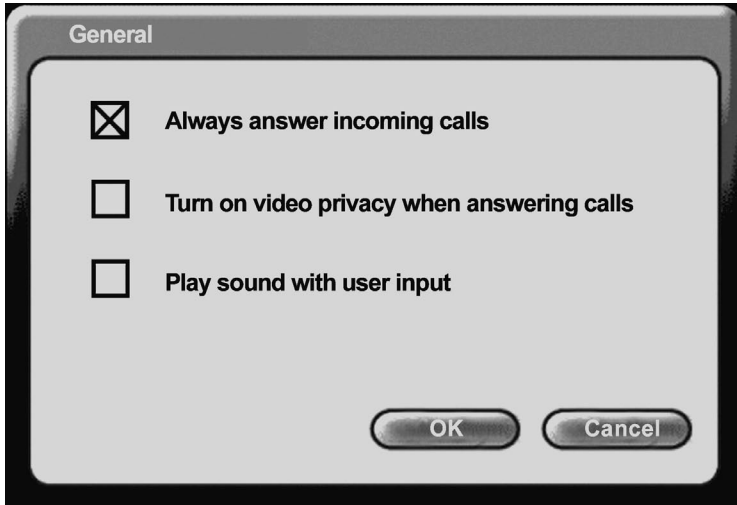 General
Always answer incoming calls
Turn on video privacy when answering calls
Play sound with user input
OK
Cancel